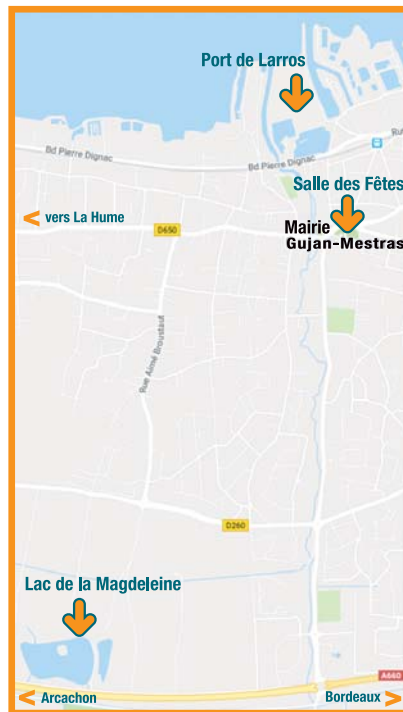 Port de Larros
Bd Pierre Dignac
Bd Pierre Dignac
Salle des Fêtes
< vers La Hume
D650
Mairie
Gujan-Mestras
Rue Aimé Broustaut
D260
Lac de la Magdeleine
A660
< Arcachon
Bordeaux >